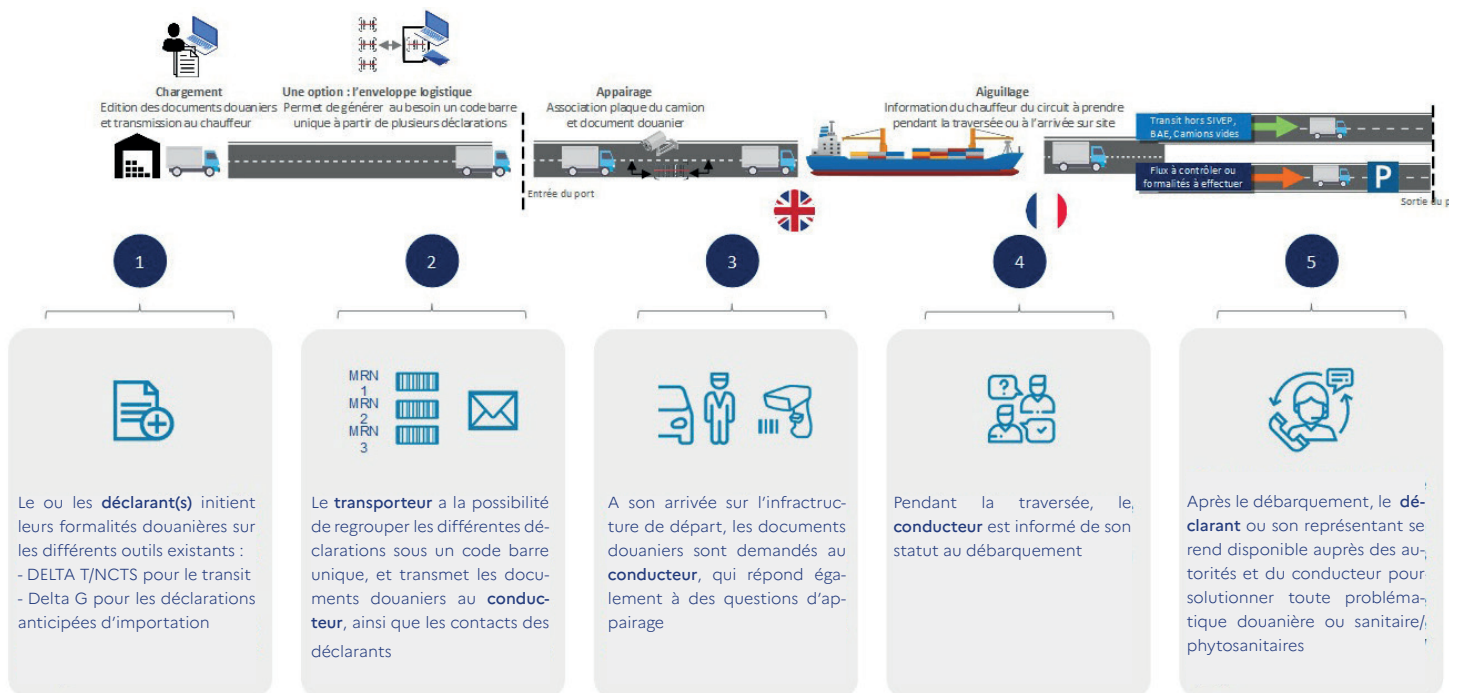 Chargement
Edition des documents douaniers
et transmission au chauffeur
Une option : l’enveloppe logistique
Permet de générer au besoin un code barre
unique à partir de plusieurs déclarations
Appairage
Association plaque du camion
et document douanier
Aiguillage
Information du chauffeur du circuit à prendre
pendant la traversée ou à l’arrivée sur site
Transit hors SIVEP,
BAE, Camions vides
Flux à contrôler ou
formalités à effectuer
P
Entrée du port
Sortie du p
1
2
3
4
5
Le ou les déclarant(s) initient
leurs formalités douanières sur
les différents outils existants :
- DELTA T/NCTS pour le transit
- Delta G pour les déclarations
anticipées d’importation
MRN
1
MRN
2
MRN
3
Le transporteur a la possibilité
de regrouper les différentes dé-
clarations sous un code barre
unique, et transmet les docu-
ments douaniers au conduc-
teur, ainsi que les contacts des
déclarants
A son arrivée sur l’infractruc-
ture de départ, les documents
douaniers sont demandés au
conducteur, qui répond éga-
lement à des questions d’ap-
pairage
?
Pendant la traversée, le
conducteur est informé de son
statut au débarquement
Après le débarquement, le dé-
clarant ou son représentant se
rend disponible auprès des au-
torités et du conducteur pour
solutionner toute probléma-
tique douanière ou sanitaire/
phytosanitaires